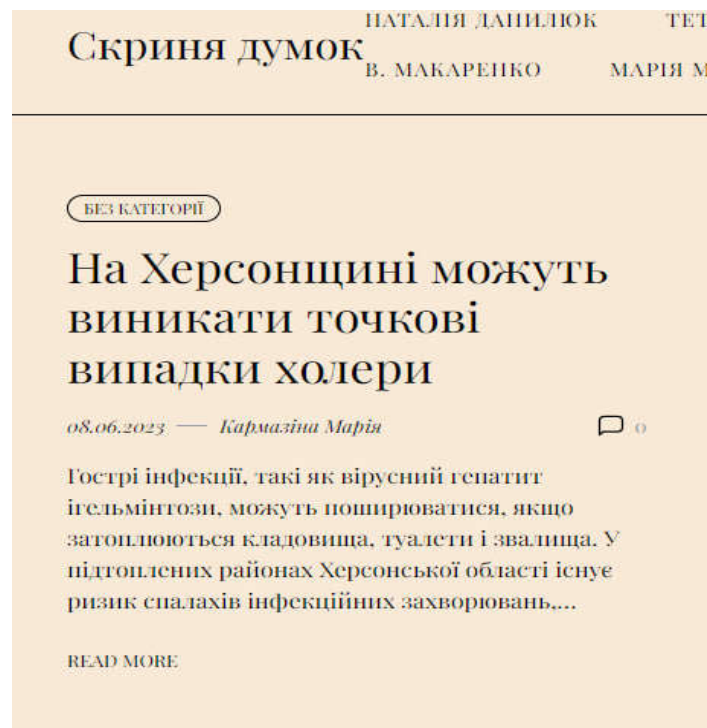 НАТАЛІЯ ДАНИЛЮК
Скриня думок
В. МАКАРЕНКО
МАРІЯ
БЕЗ КАТЕГОРІЇ
На Херсонщині можуть
виникати точкові
випадки холери
08.06.2023 — Кармазіна Марія 0
Гострі інфекції, такі як вірусний гепатит
ігельмінтози, можуть поширюватися, якщо
затоплюються кладовища, туалети і звалища. У
підтоплених районах Херсонської області існує
ризик спалахів інфекційних захворювань,...
READ MORE